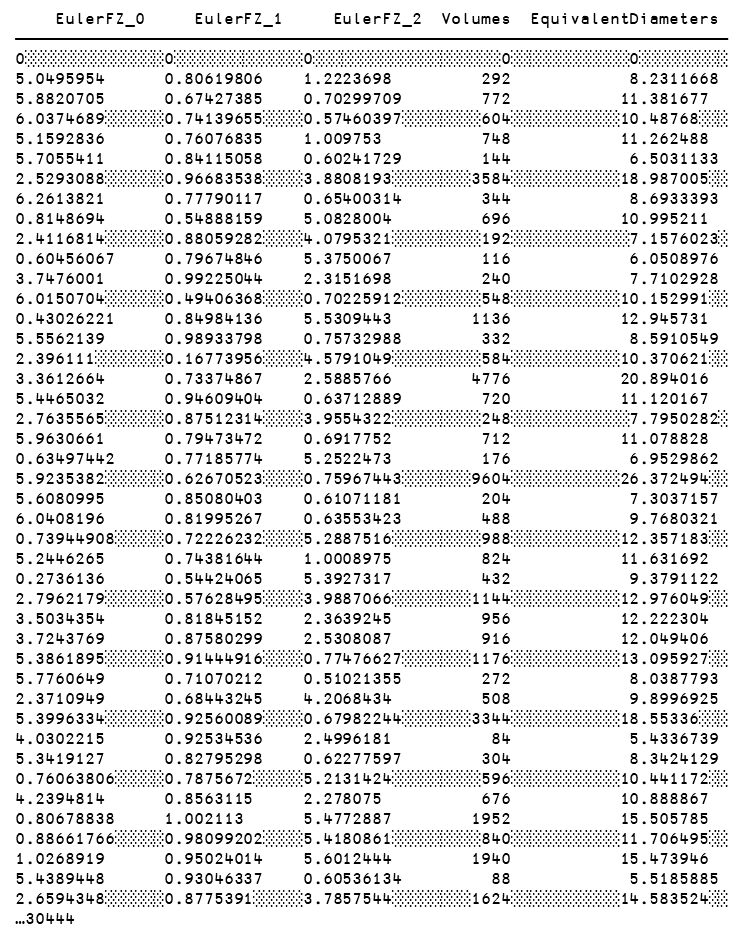 EulerFZ_0 EulerFZ_1 EulerFZ_2 Volumes EquivalentDiameters
0 0 0 0 0
5.0495954 0.80619806 1.2223698 292 8.2311668
5.8820705 0.67427385 0.70299709 772 11.381677
6.0374689 0.74139655 0.57460397 604 10.48768
5.1592836 0.76076835 1.009753 748 11.262488
5.7055411 0.84115058 0.60241729 144 6.5031133
2.5293088 0.96683538 3.8808193 3584 18.987005
6.2613821 0.77790117 0.65400314 344 8.6933393
0.8148694 0.54888159 5.0828004 696 10.995211
2.4116814 0.88059282 4.0795321 192 7.1576023
0.60456067 0.79674846 5.3750067 116 6.0508976
3.7476001 0.99225044 2.3151698 240 7.7102928
6.0150704 0.49406368 0.70225912 548 10.152991
0.43026221 0.84984136 5.5309443 1136 12.945731
5.5562139 0.98933798 0.75732988 332 8.5910549
2.396111 0.16773956 4.5791049 584 10.370621
3.3612664 0.73374867 2.5885766 4776 20.894016
5.4465032 0.94609404 0.63712889 720 11.120167
2.7635565 0.87512314 3.9554322 248 7.7950282
5.9630661 0.79473472 0.6917752 712 11.078828
0.63497442 0.77185774 5.2522473 176 6.9529862
5.9235382 0.62670523 0.75967443 9604 26.372494
5.6080995 0.85080403 0.61071181 204 7.3037157
6.0408196 0.81995267 0.63553423 488 9.7680321
0.73944908 0.72226232 5.2887516 988 12.357183
5.2446265 0.74381644 1.0008975 824 11.631692
0.2736136 0.54424065 5.3927317 432 9.3791122
2.7962179 0.57628495 3.9887066 1144 12.976049
3.5034354 0.81845152 2.3639245 956 12.222304
3.7243769 0.87580299 2.5308087 916 12.049406
5.3861895 0.91444916 0.77476627 1176 13.095927
5.7760649 0.71070212 0.51021355 272 8.0387793
2.3710949 0.68443245 4.2068434 508 9.8996925
5.3996334 0.92560089 0.67982244 3344 18.55336
4.0302215 0.92534536 2.4996181 84 5.4336739
5.3419127 0.82795298 0.62277597 304 8.3424129
0.76063806 0.7875672 5.2131424 596 10.441172
4.2394814 0.8563115 2.278075 676 10.888867
0.80678838 1.002113 5.4772887 1952 15.505785
0.88661766 0.98099202 5.4180861 840 11.706495
1.0268919 0.95024014 5.6012444 1940 15.473946
5.4389448 0.93046337 0.60536134 88 5.5185885
2.6594348 0.8775391 3.7857544 1624 14.583524
…30444